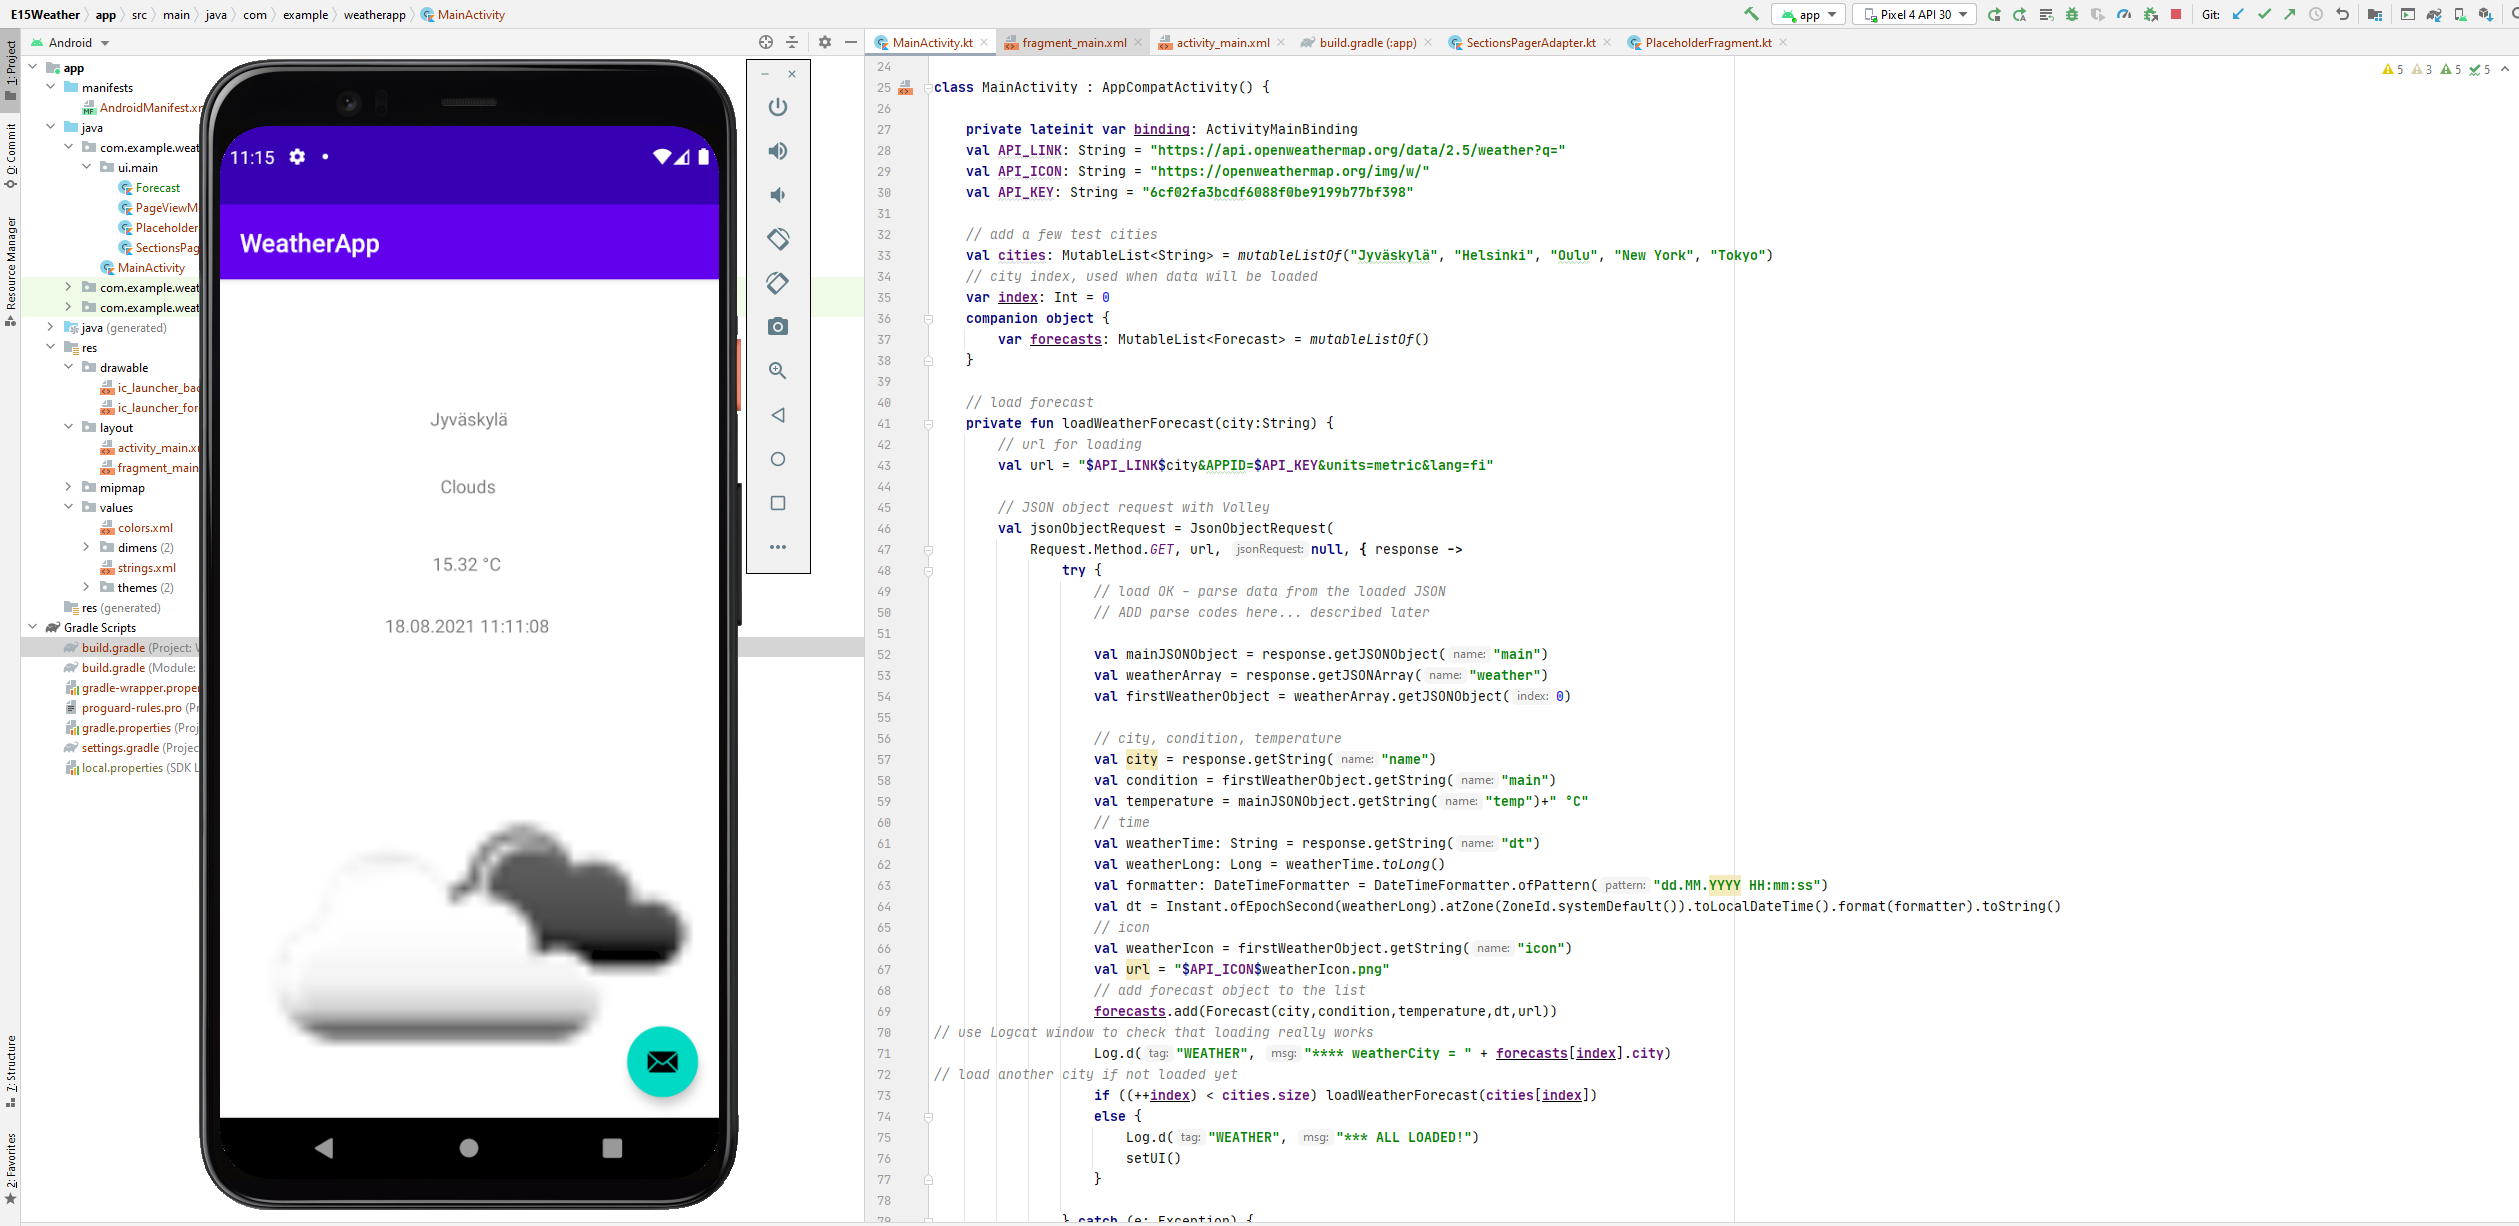 E15Weather app src main java com example weatherapp MainActivity
app Pixel 4 API 30 Git:
Android
MainActivity.kt fragment_main.xml activity_main.xml build.gradle (:app) SectionsPagerAdapter.kt PlaceholderFragment.kt
1: Project
0: Commit
Resource Manager
7: Structure
2: Favorites
app
manifests
AndroidManifest.xm
java
com.example.weat
ui.main
Forecast
PageViewM
Placeholder
SectionsPag
MainActivity
com.example.weat
com.example.weat
java (generated)
res
drawable
ic_launcher_bac
ic_launcher_for
layout
activity_main.x
fragment_main
mipmap
values
colors.xml
dimens (2)
strings.xml
themes (2)
res (generated)
Gradle Scripts
build.gradle (Project: W
build.gradle (Module:
gradle-wrapper.proper
proguard-rules.pro (Pr
gradle.properties (Proj
settings.gradle (Projec
local.properties (SDK L
11:15
WeatherApp
Jyväskylä
Clouds
15.32 °C
18.08.2021 11:11:08
5 3 5 5
24
25 class MainActivity : AppCompatActivity() {
26
27 private lateinit var binding: ActivityMainBinding
28 val API_LINK: String = "https://api.openweathermap.org/data/2.5/weather?q="
29 val API_ICON: String = "https://openweathermap.org/img/w/"
30 val API_KEY: String = "6cf02fa3bcdf6088f0be9199b77bf398"
31
32 // add a few test cities
33 val cities: MutableList<String> = mutableListOf("Jyväskylä", "Helsinki", "Oulu", "New York", "Tokyo")
34 // city index, used when data will be loaded
35 var index: Int = 0
36 companion object {
37 var forecasts: MutableList<Forecast> = mutableListOf()
38 }
39
40 // load forecast
41 private fun loadWeatherForecast(city:String) {
42 // url for loading
43 val url = "$API_LINK$city&APPID=$API_KEY&units=metric&lang=fi"
44
45 // JSON object request with Volley
46 val jsonObjectRequest = JsonObjectRequest(
47 Request.Method.GET, url, jsonRequest: null, { response ->
48 try {
49 // load OK - parse data from the loaded JSON
50 // ADD parse codes here... described later
51
52 val mainJSONObject = response.getJSONObject( name: "main")
53 val weatherArray = response.getJSONArray( name: "weather")
54 val firstWeatherObject = weatherArray.getJSONObject( index: 0)
55
56 // city, condition, temperature
57 val city = response.getString( name: "name")
58 val condition = firstWeatherObject.getString( name: "main")
59 val temperature = mainJSONObject.getString( name: "temp")+" °C"
60 // time
61 val weatherTime: String = response.getString( name: "dt")
62 val weatherLong: Long = weatherTime.toLong()
63 val formatter: DateTimeFormatter = DateTimeFormatter.ofPattern( pattern: "dd.MM.YYYY HH:mm:ss")
64 val dt = Instant.ofEpochSecond(weatherLong).atZone(ZoneId.systemDefault()).toLocalDateTime().format(formatter).toString()
65 // icon
66 val weatherIcon = firstWeatherObject.getString( name: "icon")
67 val url = "$API_ICON$weatherIcon.png"
68 // add forecast object to the list
69 forecasts.add(Forecast(city,condition,temperature,dt,url))
70 // use Logcat window to check that loading really works
71 Log.d( tag: "WEATHER", msg: "**** weatherCity = " + forecasts[index].city)
72 // load another city if not loaded yet
73 if ((++index) < cities.size) loadWeatherForecast(cities[index])
74 else {
75 Log.d( tag: "WEATHER", msg: "*** ALL LOADED!")
76 setUI()
77 }
78
79 } catch (e: Exception) {